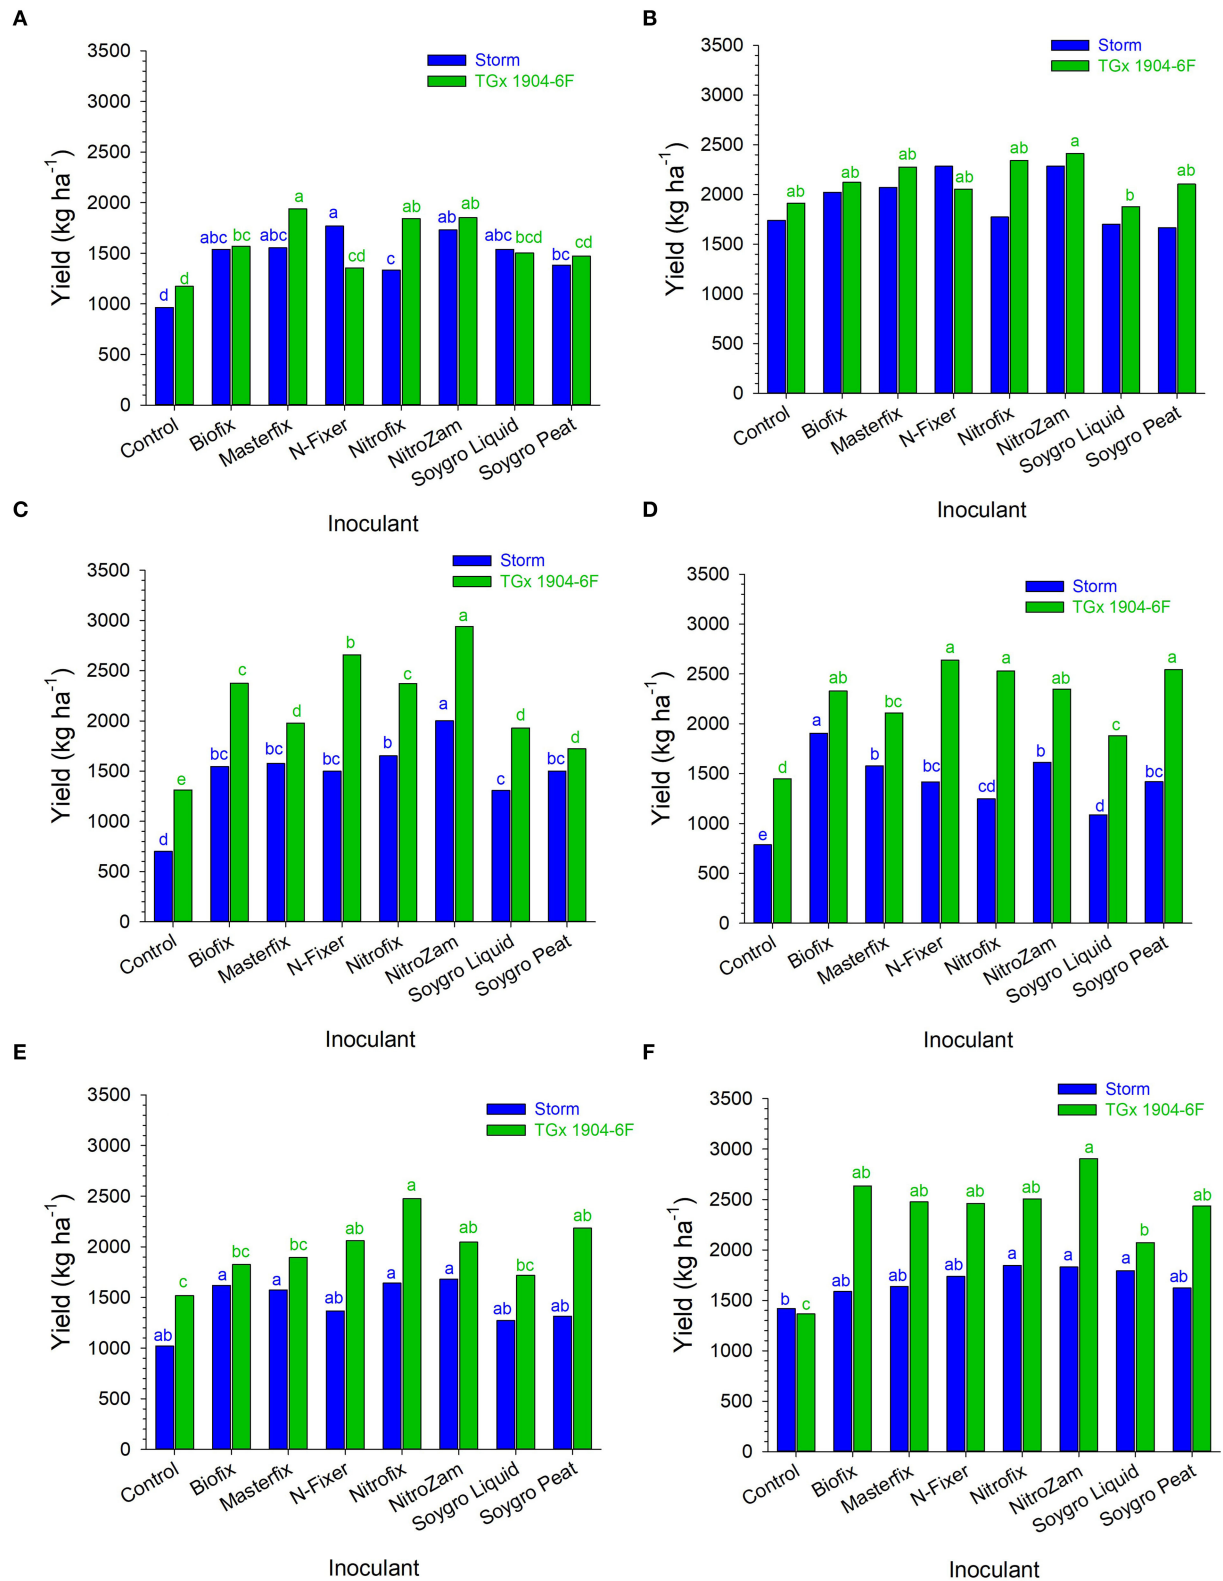 A
Storm
TGx 1904-6F
3500
3000
2500
2000
1500
1000
500
0
Yield (kg ha⁻¹)
d d abc bc abc a a cd c ab ab ab abc bcd bc cd
Control Biofix Masterfix N-Fixer Nitrofix NitroZam Soygro Liquid Soygro Peat
Inoculant
B
Storm
TGx 1904-6F
3500
3000
2500
2000
1500
1000
500
0
Yield (kg ha⁻¹)
ab ab ab ab ab a b ab
Control Biofix Masterfix N-Fixer Nitrofix NitroZam Soygro Liquid Soygro Peat
Inoculant
C
Storm
TGx 1904-6F
3500
3000
2500
2000
1500
1000
500
0
Yield (kg ha⁻¹)
d e bc c bc d bc b b c a a c d bc d
Control Biofix Masterfix N-Fixer Nitrofix NitroZam Soygro Liquid Soygro Peat
Inoculant
D
Storm
TGx 1904-6F
3500
3000
2500
2000
1500
1000
500
0
Yield (kg ha⁻¹)
e d a ab b bc bc a cd a b ab d c bc a
Control Biofix Masterfix N-Fixer Nitrofix NitroZam Soygro Liquid Soygro Peat
Inoculant
E
Storm
TGx 1904-6F
3500
3000
2500
2000
1500
1000
500
0
Yield (kg ha⁻¹)
ab c a bc a bc ab ab a a a ab ab bc ab ab
Control Biofix Masterfix N-Fixer Nitrofix NitroZam Soygro Liquid Soygro Peat
Inoculant
F
Storm
TGx 1904-6F
3500
3000
2500
2000
1500
1000
500
0
Yield (kg ha⁻¹)
b c ab ab ab ab ab ab a ab a a a b ab ab
Control Biofix Masterfix N-Fixer Nitrofix NitroZam Soygro Liquid Soygro Peat
Inoculant